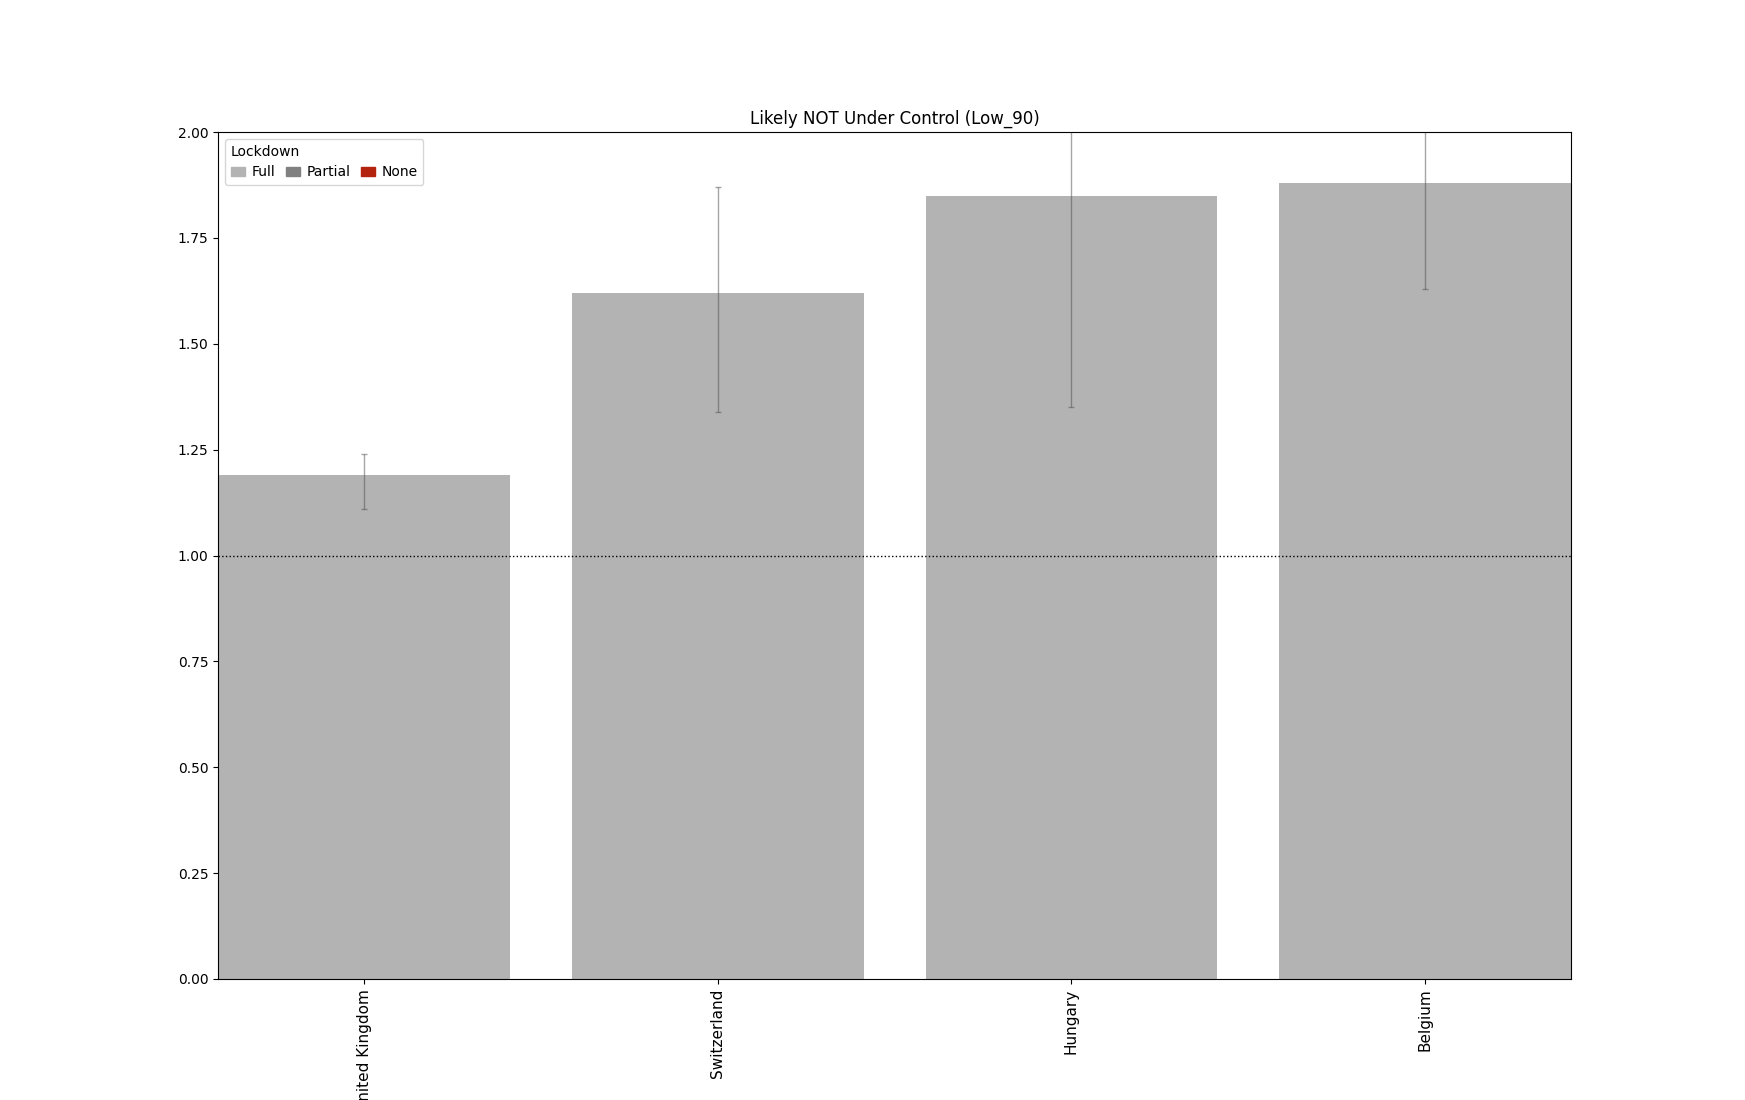 Likely NOT Under Control (Low_90)
2.00
Lockdown
Full Partial None
1.75
1.50
1.25
1.00
0.75
0.50
0.25
0.00
nited Kingdom
Switzerland
Hungary
Belgium